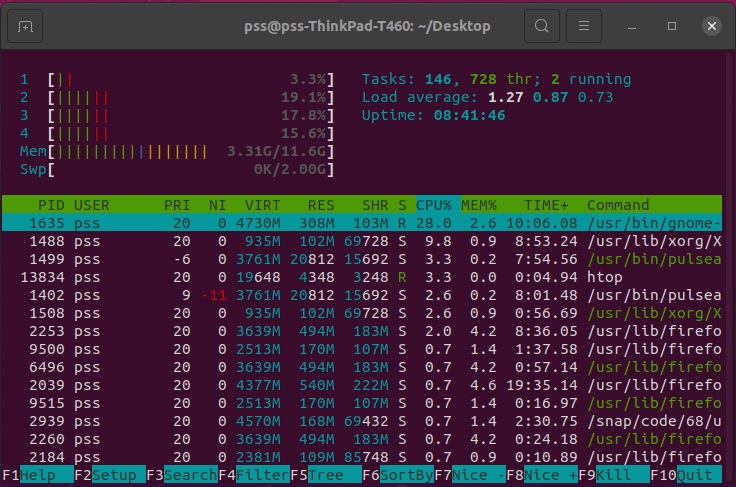 pss@pss-ThinkPad-T460: ~/Desktop
1 [|| 3.3%] Tasks: 146, 728 thr; 2 running
2 [|||||| 19.1%] Load average: 1.27 0.87 0.73
3 [|||||| 17.8%] Uptime: 08:41:46
4 [|||||| 15.6%]
Mem[|||||||||||||||||| 3.31G/11.6G]
Swp[ 0K/2.00G]
PID USER PRI NI VIRT RES SHR S CPU% MEM% TIME+ Command
1635 pss 20 0 4730M 308M 103M R 28.0 2.6 10:06.08 /usr/bin/gnome-
1488 pss 20 0 935M 102M 69728 S 9.8 0.9 8:53.24 /usr/lib/xorg/X
1499 pss -6 0 3761M 20812 15692 S 3.3 0.2 7:54.56 /usr/bin/pulsea
13834 pss 20 0 19648 4348 3248 R 3.3 0.0 0:04.94 htop
1402 pss 9 -11 3761M 20812 15692 S 2.6 0.2 8:01.48 /usr/bin/pulsea
1508 pss 20 0 935M 102M 69728 S 2.6 0.9 0:56.69 /usr/lib/xorg/X
2253 pss 20 0 3639M 494M 183M S 2.0 4.2 8:36.05 /usr/lib/firefo
9500 pss 20 0 2513M 170M 107M S 0.7 1.4 1:37.58 /usr/lib/firefo
6496 pss 20 0 3639M 494M 183M S 0.7 4.2 0:57.14 /usr/lib/firefo
2039 pss 20 0 4377M 540M 222M S 0.7 4.6 19:35.14 /usr/lib/firefo
9515 pss 20 0 2513M 170M 107M S 0.7 1.4 0:16.97 /usr/lib/firefo
2939 pss 20 0 4570M 168M 69432 S 0.7 1.4 2:30.75 /snap/code/68/u
2260 pss 20 0 3639M 494M 183M S 0.7 4.2 0:24.18 /usr/lib/firefo
2184 pss 20 0 2381M 109M 85748 S 0.7 0.9 0:10.89 /usr/lib/firefo
F1Help F2Setup F3SearchF4FilterF5Tree F6SortByF7Nice -F8Nice +F9Kill F10Quit